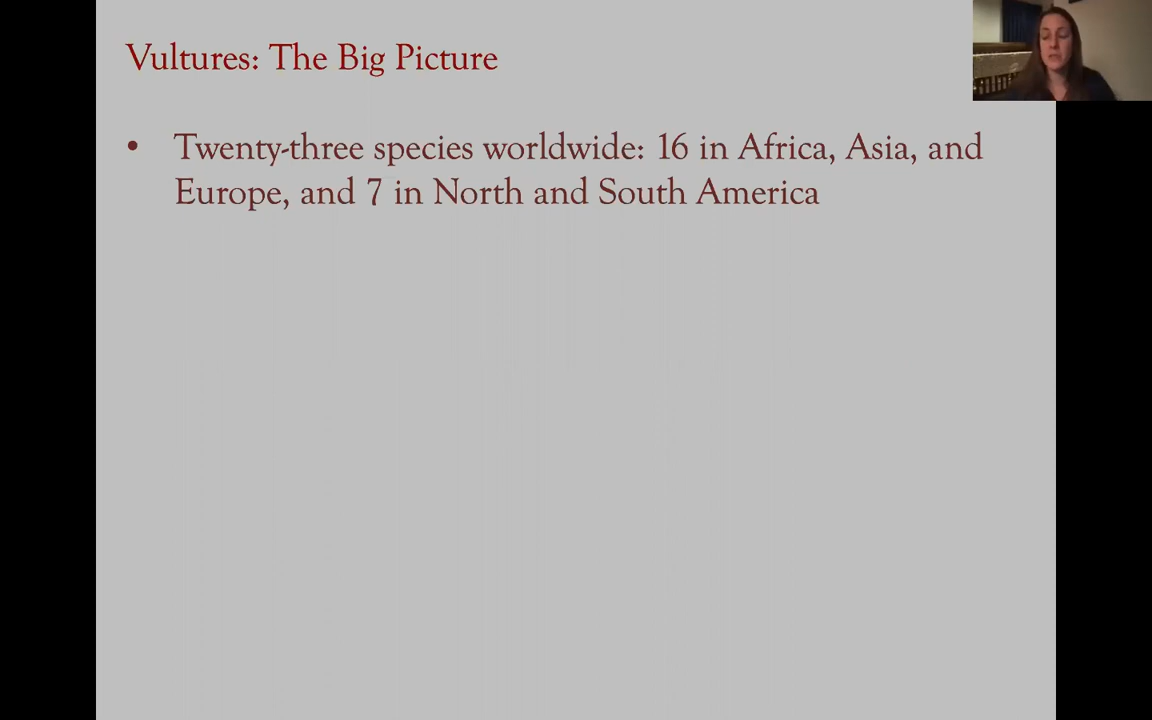 Vultures: The Big Picture
• Twenty-three species worldwide: 16 in Africa, Asia, and
Europe, and 7 in North and South America